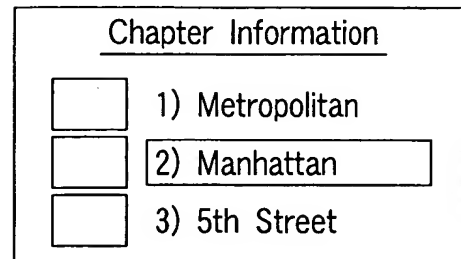 Chapter Information
1) Metropolitan
2) Manhattan
3) 5th Street